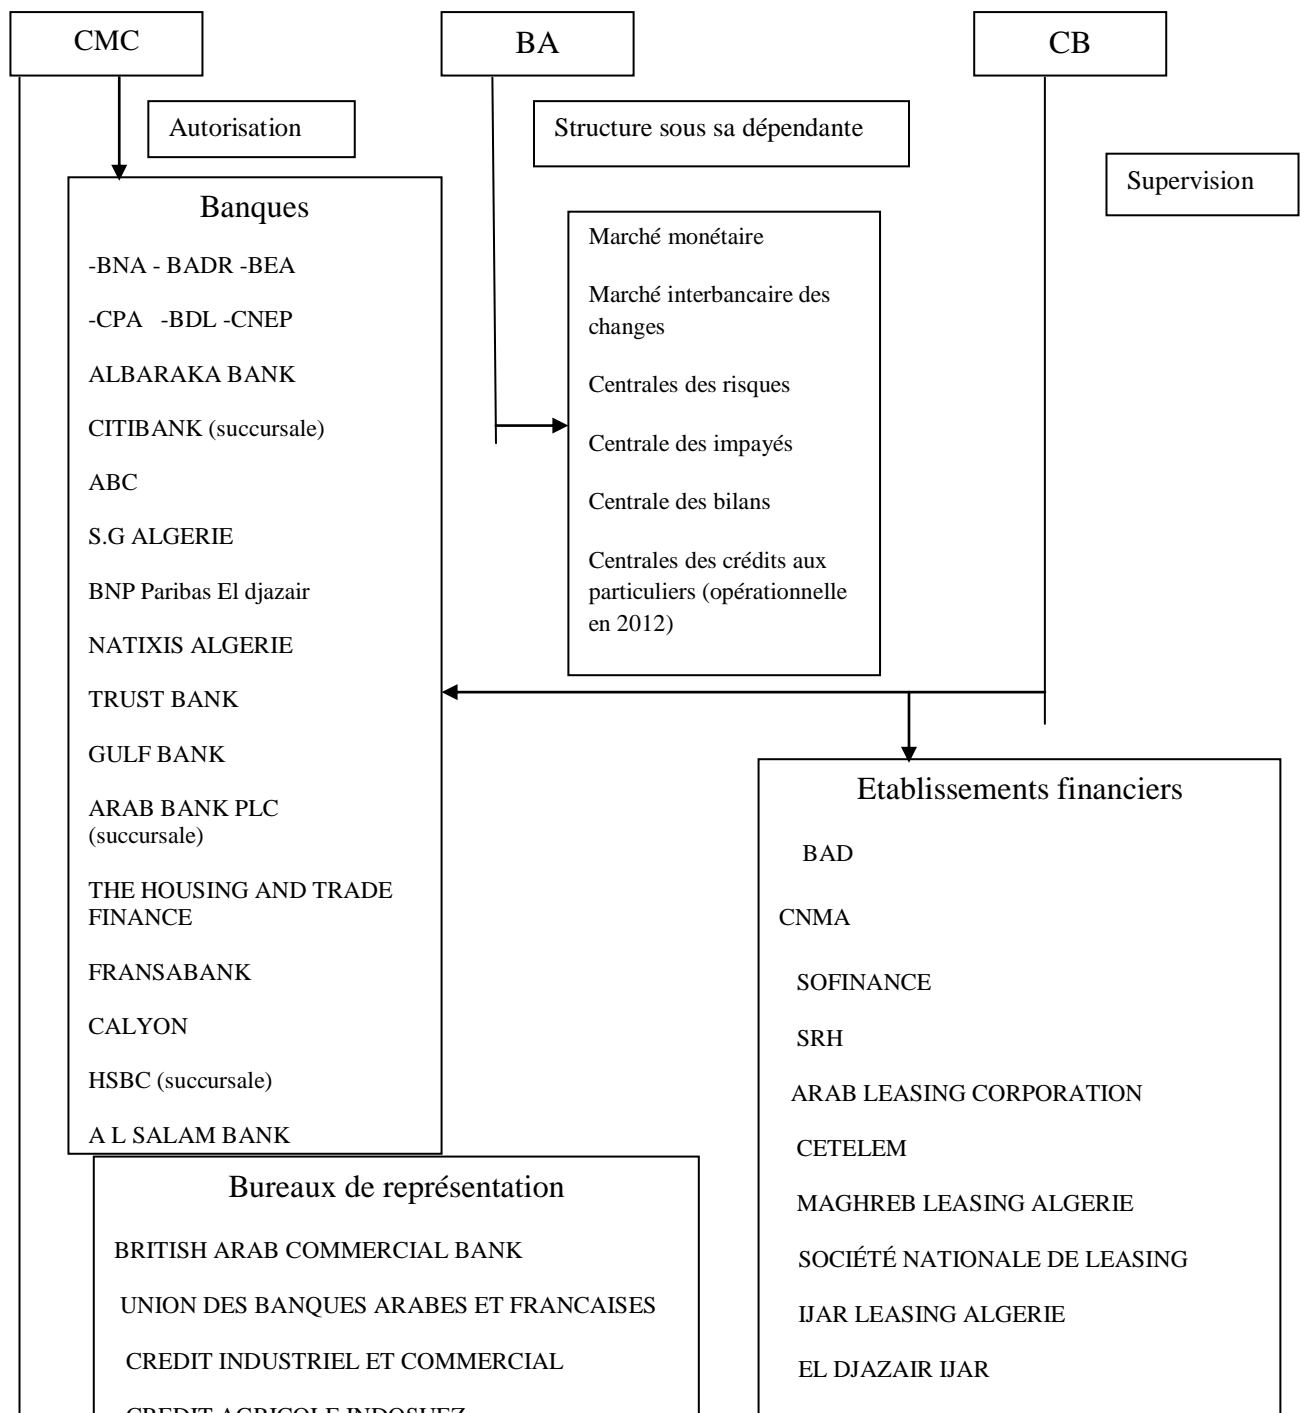 CMC
BA
CB
Autorisation
Structure sous sa dépendante
Supervision
Banques
-BNA - BADR -BEA
-CPA -BDL -CNEP
ALBARAKA BANK
CITIBANK (succursale)
ABC
S.G ALGERIE
BNP Paribas El djazair
NATIXIS ALGERIE
TRUST BANK
GULF BANK
ARAB BANK PLC
(succursale)
THE HOUSING AND TRADE
FINANCE
FRANSABANK
CALYON
HSBC (succursale)
A L SALAM BANK
Marché monétaire
Marché interbancaire des
changes
Centrales des risques
Centrale des impayés
Centrale des bilans
Centrales des crédits aux
particuliers (opérationnelle
en 2012)
Etablissements financiers
BAD
CNMA
SOFINANCE
SRH
ARAB LEASING CORPORATION
CETELEM
MAGHREB LEASING ALGERIE
SOCIÉTÉ NATIONALE DE LEASING
IJAR LEASING ALGERIE
EL DJAZAIR IJAR
Bureaux de représentation
BRITISH ARAB COMMERCIAL BANK
UNION DES BANQUES ARABES ET FRANCAISES
CREDIT INDUSTRIEL ET COMMERCIAL
CREDIT AGRICOLE INDOSUEZ